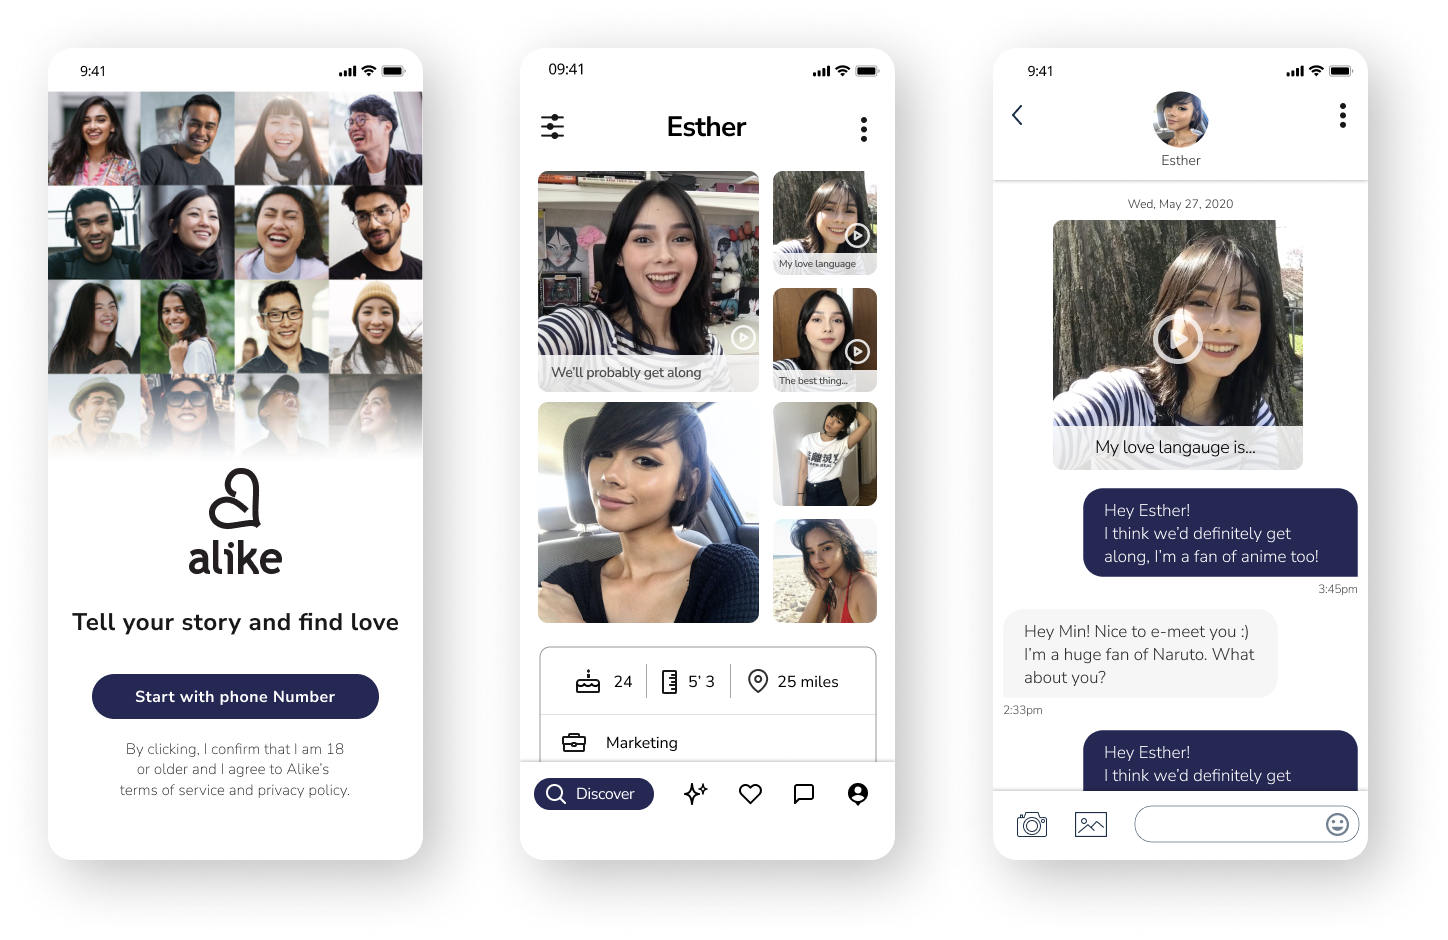 9:41
alike
Tell your story and find love
Start with phone Number
By clicking, I confirm that I am 18
or older and I agree to Alike's
terms of service and privacy policy.
09:41
Esther
We'll probably get along
My love language
The best thing...
24
5' 3
25 miles
Marketing
Discover
9:41
Esther
Wed, May 27, 2020
My love langauge is...
Hey Esther!
I think we'd definitely get
along, I'm a fan of anime too!
3:45pm
Hey Min! Nice to e-meet you :)
I'm a huge fan of Naruto. What
about you?
2:33pm
Hey Esther!
I think we'd definitely get